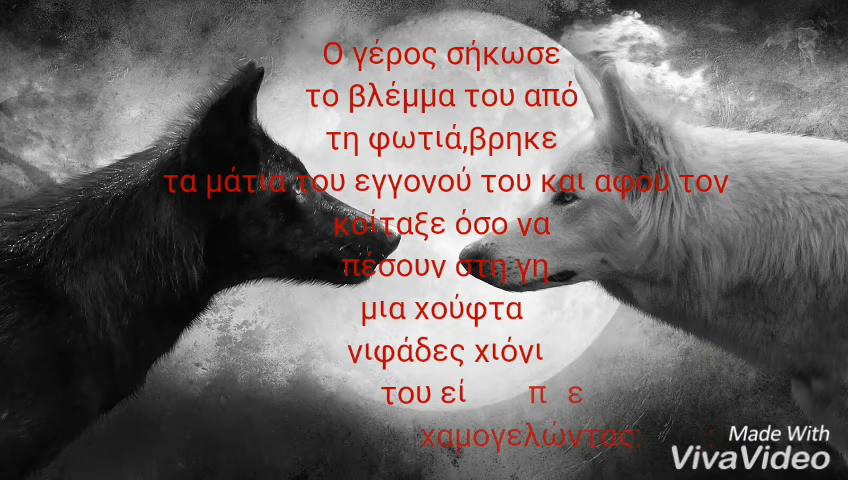 Ο γέρος σήκωσε
το βλέμμα του από
τη φωτιά,βρηκε
τα μάτια του εγγονού του και αφού τον
κοίταξε όσο να
πέσουν στη γη
μια χούφτα
νιφάδες χιόνι
του εί π ε
χαμογελώντας:
Made With
VivaVideo